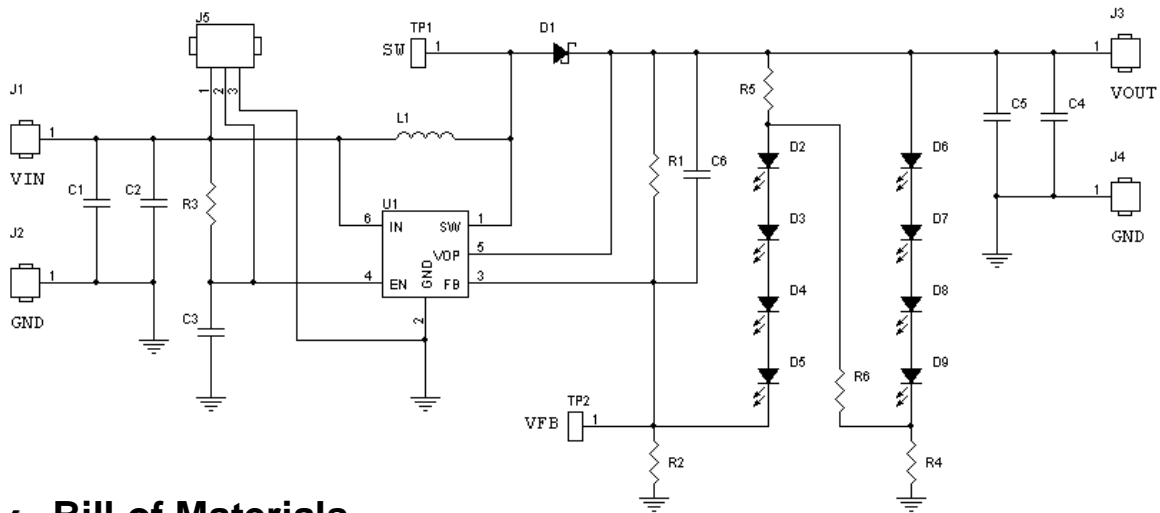 J5
TP1
SW 1
D1
J3
1
VOUT
1 2 3
J1
1
VIN
L1
R5
C5
C4
R1
C6
D2
D6
C1
C2
R3
U1
6 IN SW 1
J4
1
GND
J2
VOP 5
D3
D7
1
GND
4 EN GND FB 3
2
C3
D4
D8
D5
R6
D9
TP2
VFB 1
R2
R4
Bill of Materials